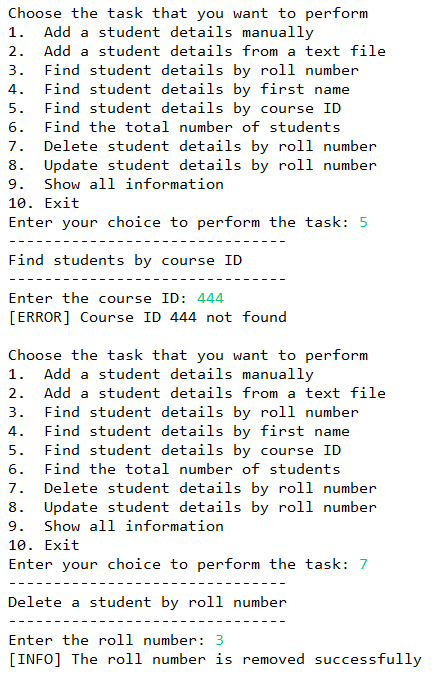 Choose the task that you want to perform
1.  Add a student details manually
2.  Add a student details from a text file
3.  Find student details by roll number
4.  Find student details by first name
5.  Find student details by course ID
6.  Find the total number of students
7.  Delete student details by roll number
8.  Update student details by roll number
9.  Show all information
10. Exit
Enter your choice to perform the task: 5
-------------------------------
Find students by course ID
-------------------------------
Enter the course ID: 444
[ERROR] Course ID 444 not found

Choose the task that you want to perform
1.  Add a student details manually
2.  Add a student details from a text file
3.  Find student details by roll number
4.  Find student details by first name
5.  Find student details by course ID
6.  Find the total number of students
7.  Delete student details by roll number
8.  Update student details by roll number
9.  Show all information
10. Exit
Enter your choice to perform the task: 7
-------------------------------
Delete a student by roll number
-------------------------------
Enter the roll number: 3
[INFO] The roll number is removed successfully